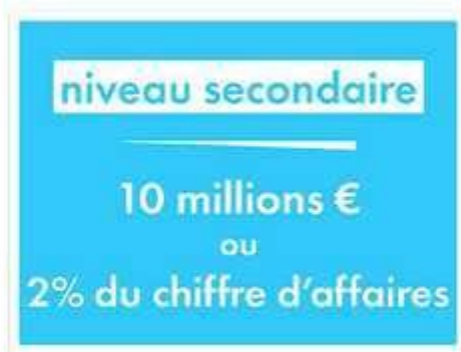 niveau secondaire
10 millions €
ou
2% du chiffre d'affaires